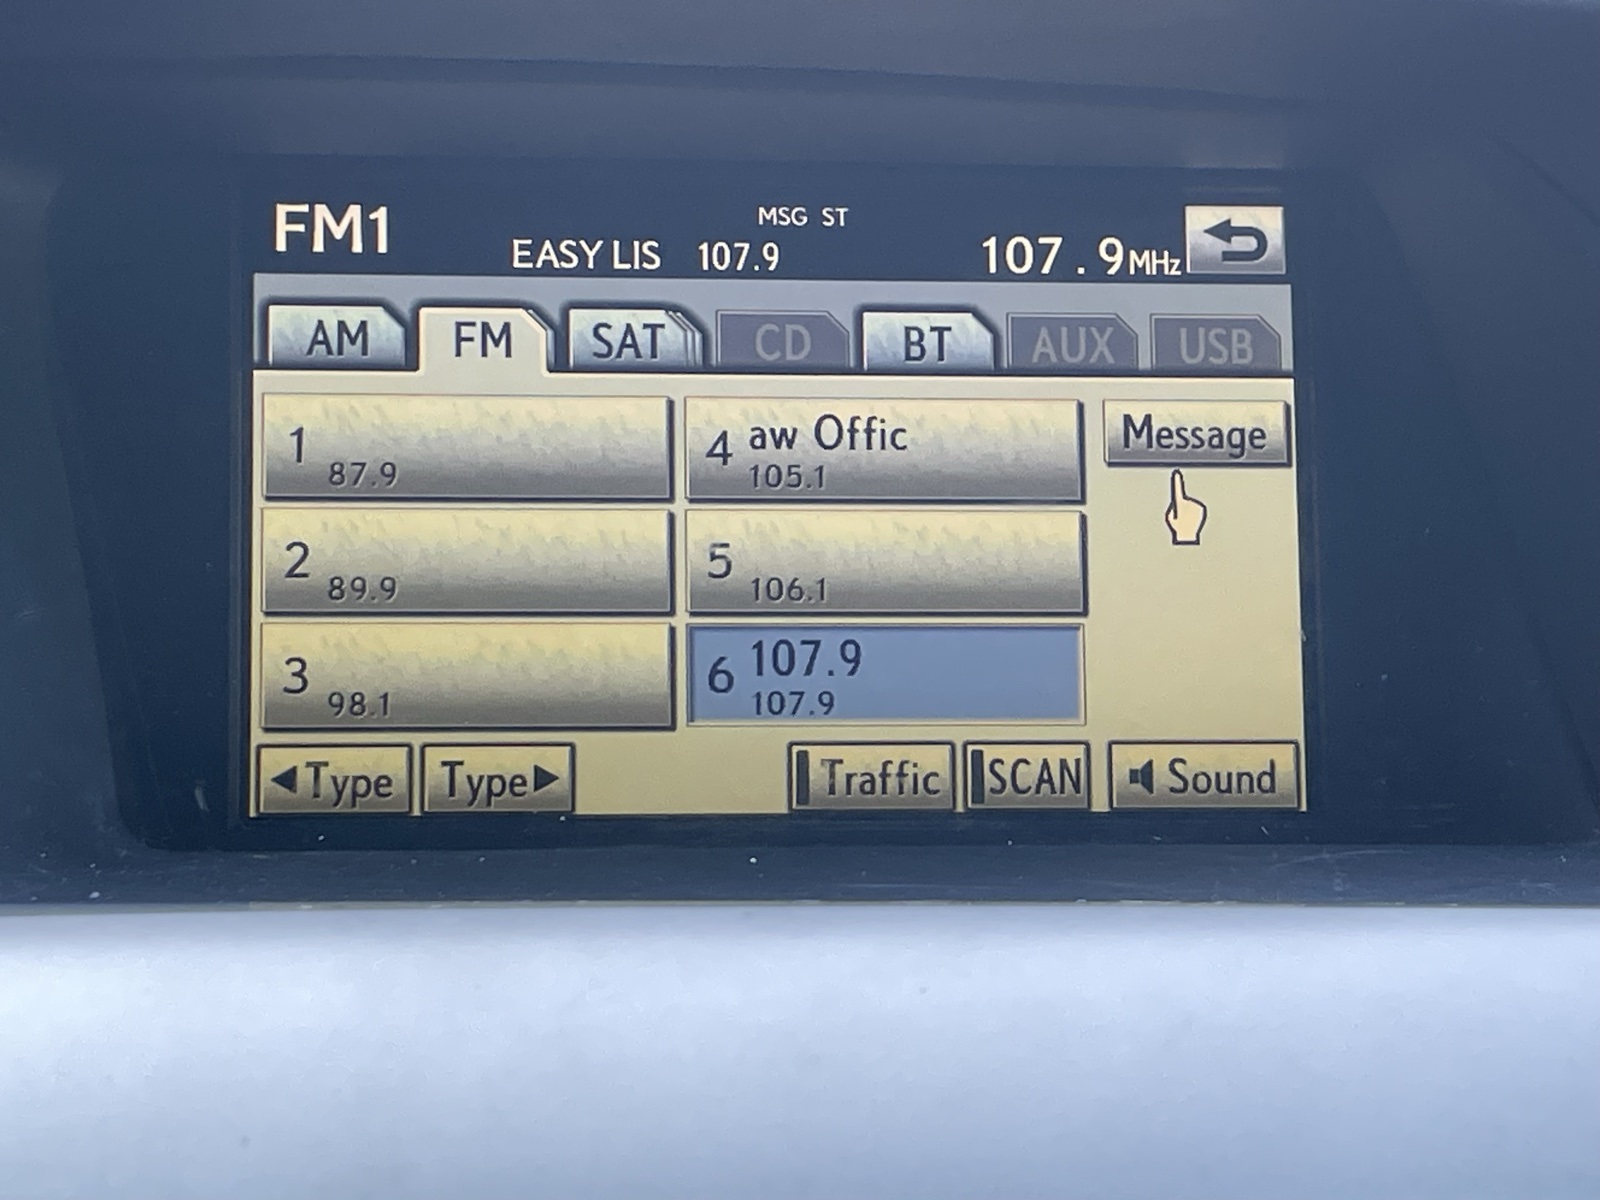 FM1
MSG ST
EASY LIS 107.9
107.9MHz
AM FM SAT CD BT AUX USB
1 87.9
4 aw Offic 105.1
Message
2 89.9
5 106.1
3 98.1
6 107.9 107.9
Type Type Traffic SCAN Sound